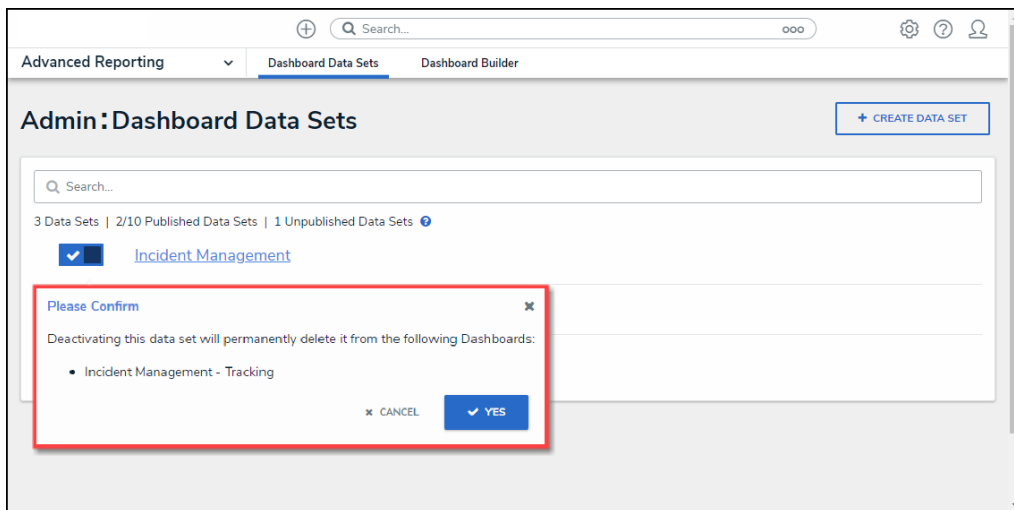 Search...
ooo
Advanced Reporting
Dashboard Data Sets
Dashboard Builder
Admin:Dashboard Data Sets
+ CREATE DATA SET
Search...
3 Data Sets | 2/10 Published Data Sets | 1 Unpublished Data Sets ?
Incident Management
Please Confirm
Deactivating this data set will permanently delete it from the following Dashboards:
• Incident Management - Tracking
CANCEL
YES